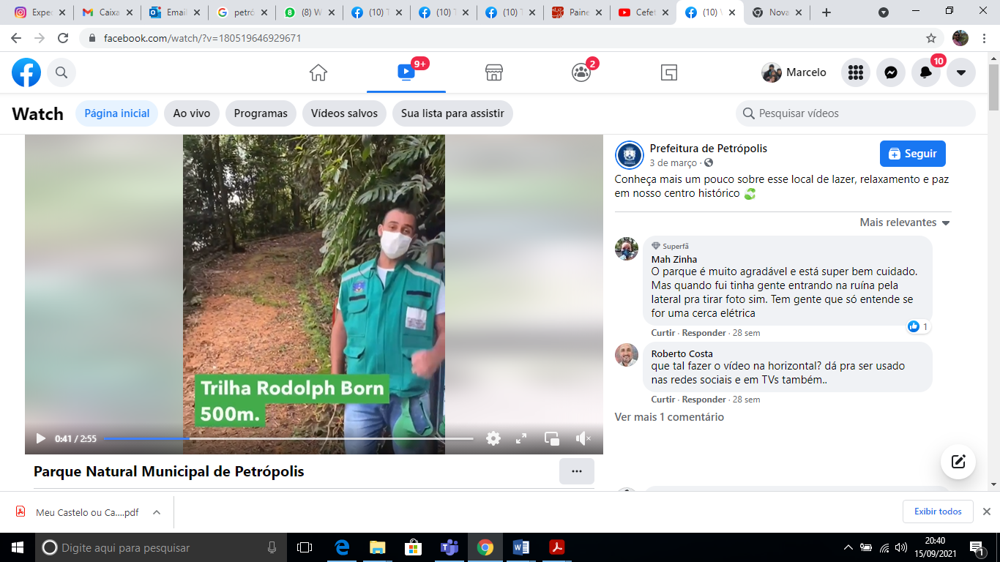 Expec
Caixa
Email
petró
(8) W
(10) T
(10) T
(10) T
Paine
Cefet
(10) V
Nova
facebook.com/watch/?v=180519646929671
9+
2
Marcelo
10
Watch
Página inicial
Ao vivo
Programas
Vídeos salvos
Sua lista para assistir
Pesquisar vídeos
Trilha Rodolph Born
500m.
0:41 / 2:55
Parque Natural Municipal de Petrópolis
Prefeitura de Petrópolis
3 de março ·
Seguir
Conheça mais um pouco sobre esse local de lazer, relaxamento e paz
em nosso centro histórico
Mais relevantes
Superfã
Mah Zinha
O parque é muito agradável e está super bem cuidado.
Mas quando fui tinha gente entrando na ruína pela
lateral pra tirar foto sim. Tem gente que só entende se
for uma cerca elétrica
1
Curtir · Responder · 28 sem
Roberto Costa
que tal fazer o vídeo na horizontal? dá pra ser usado
nas redes sociais e em TVs também..
Curtir · Responder · 28 sem
Ver mais 1 comentário
Meu Castelo ou Ca....pdf
Exibir todos
Digite aqui para pesquisar
20:40
15/09/2021
1